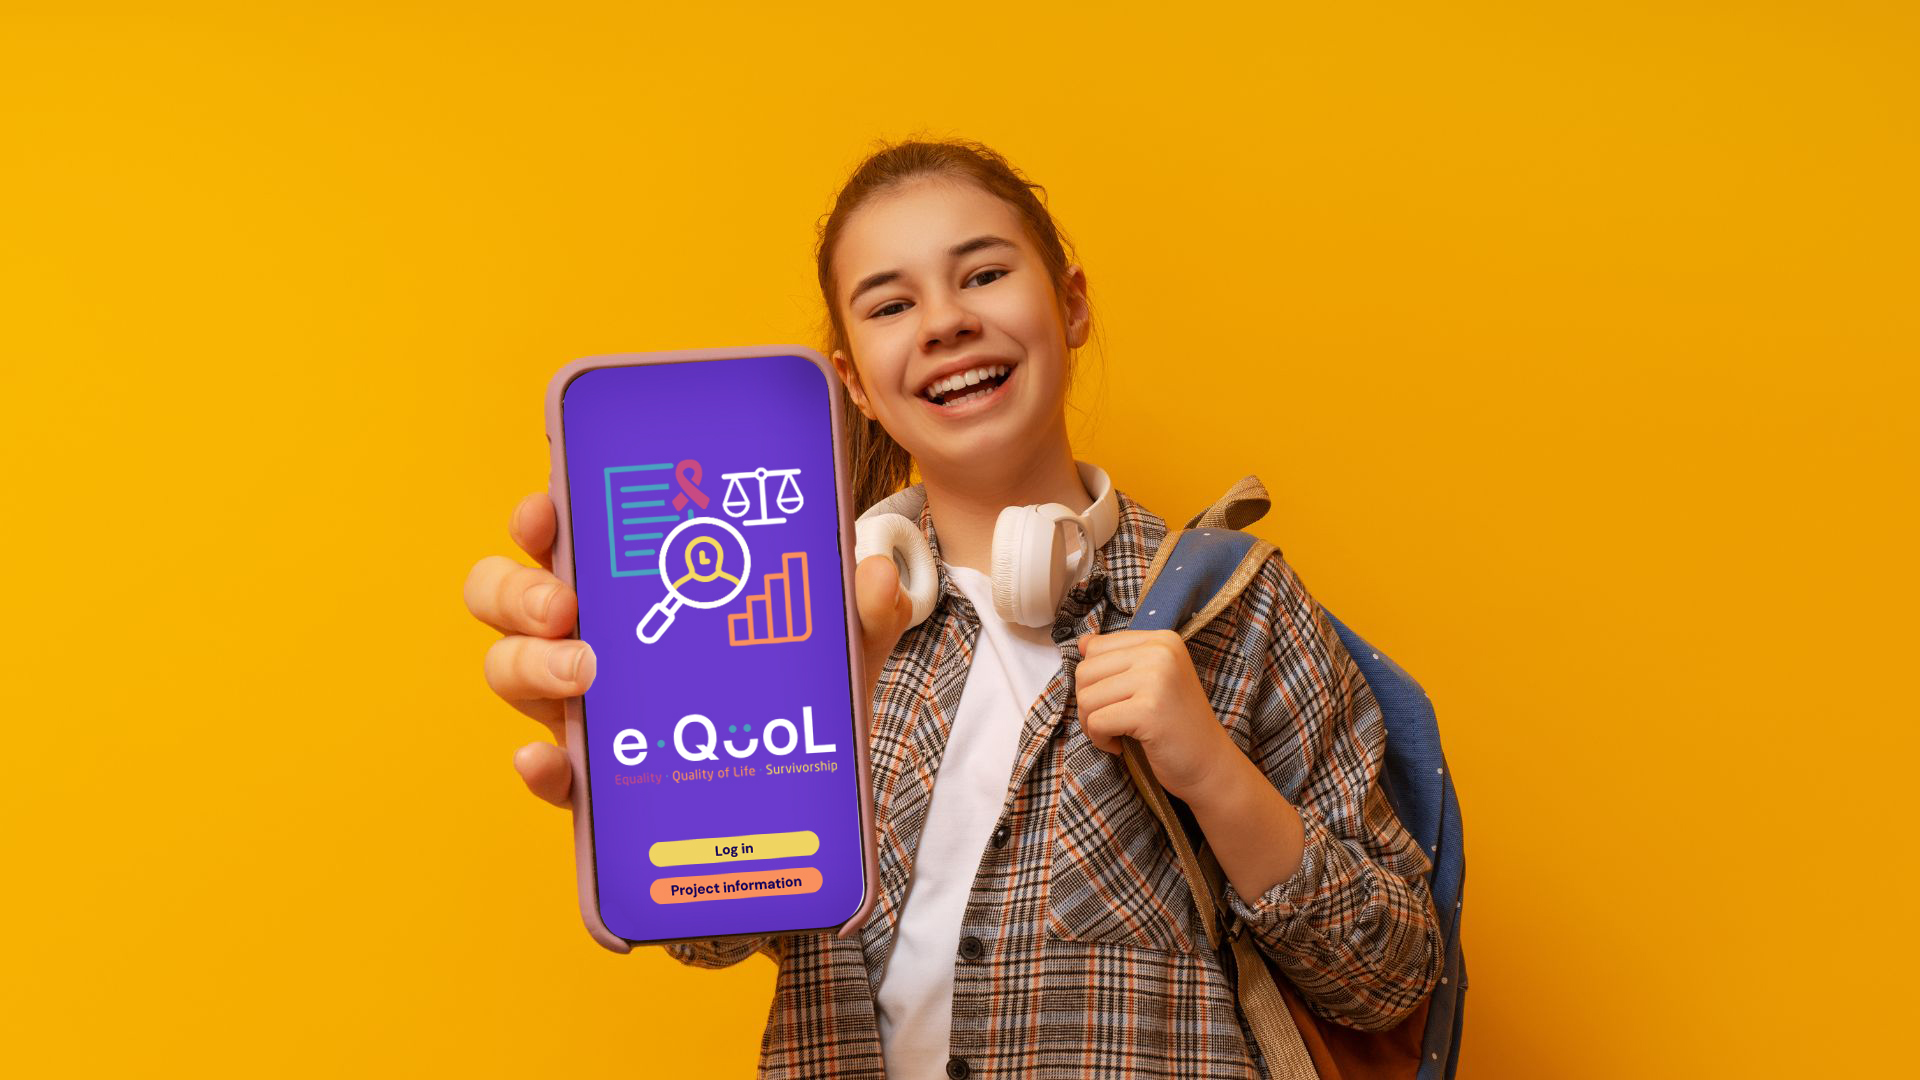 e·QuoL
Equality · Quality of Life · Survivorship
Log in
Project information